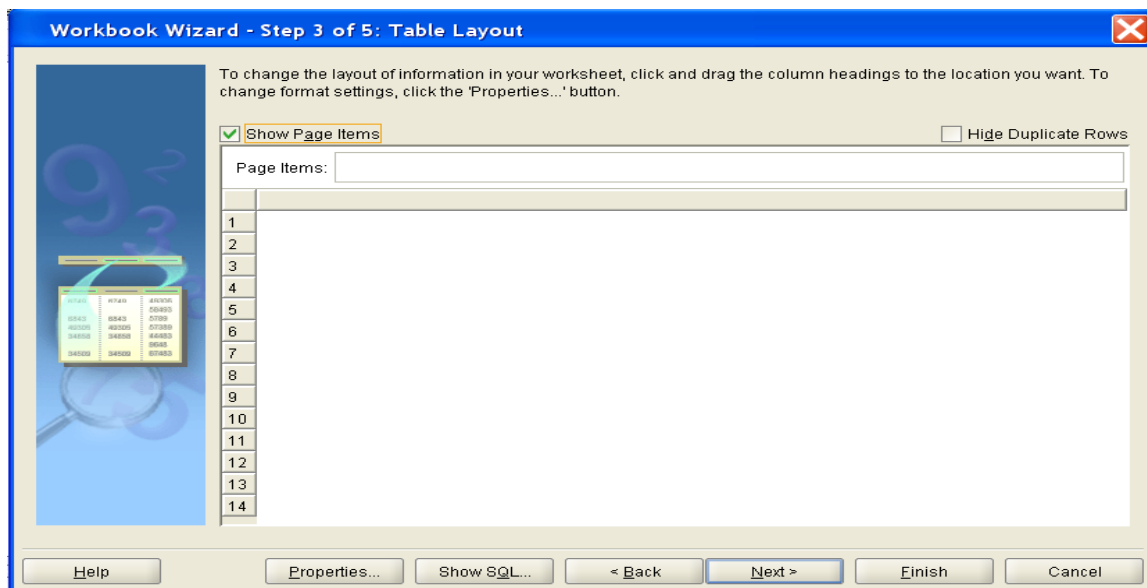 Workbook Wizard - Step 3 of 5: Table Layout
To change the layout of information in your worksheet, click and drag the column headings to the location you want. To
change format settings, click the 'Properties...' button.
Show Page Items
Hide Duplicate Rows
Page Items:
1
2
3
4
5
6
7
8
9
10
11
12
13
14
Help
Properties...
Show SQL...
< Back
Next >
Finish
Cancel